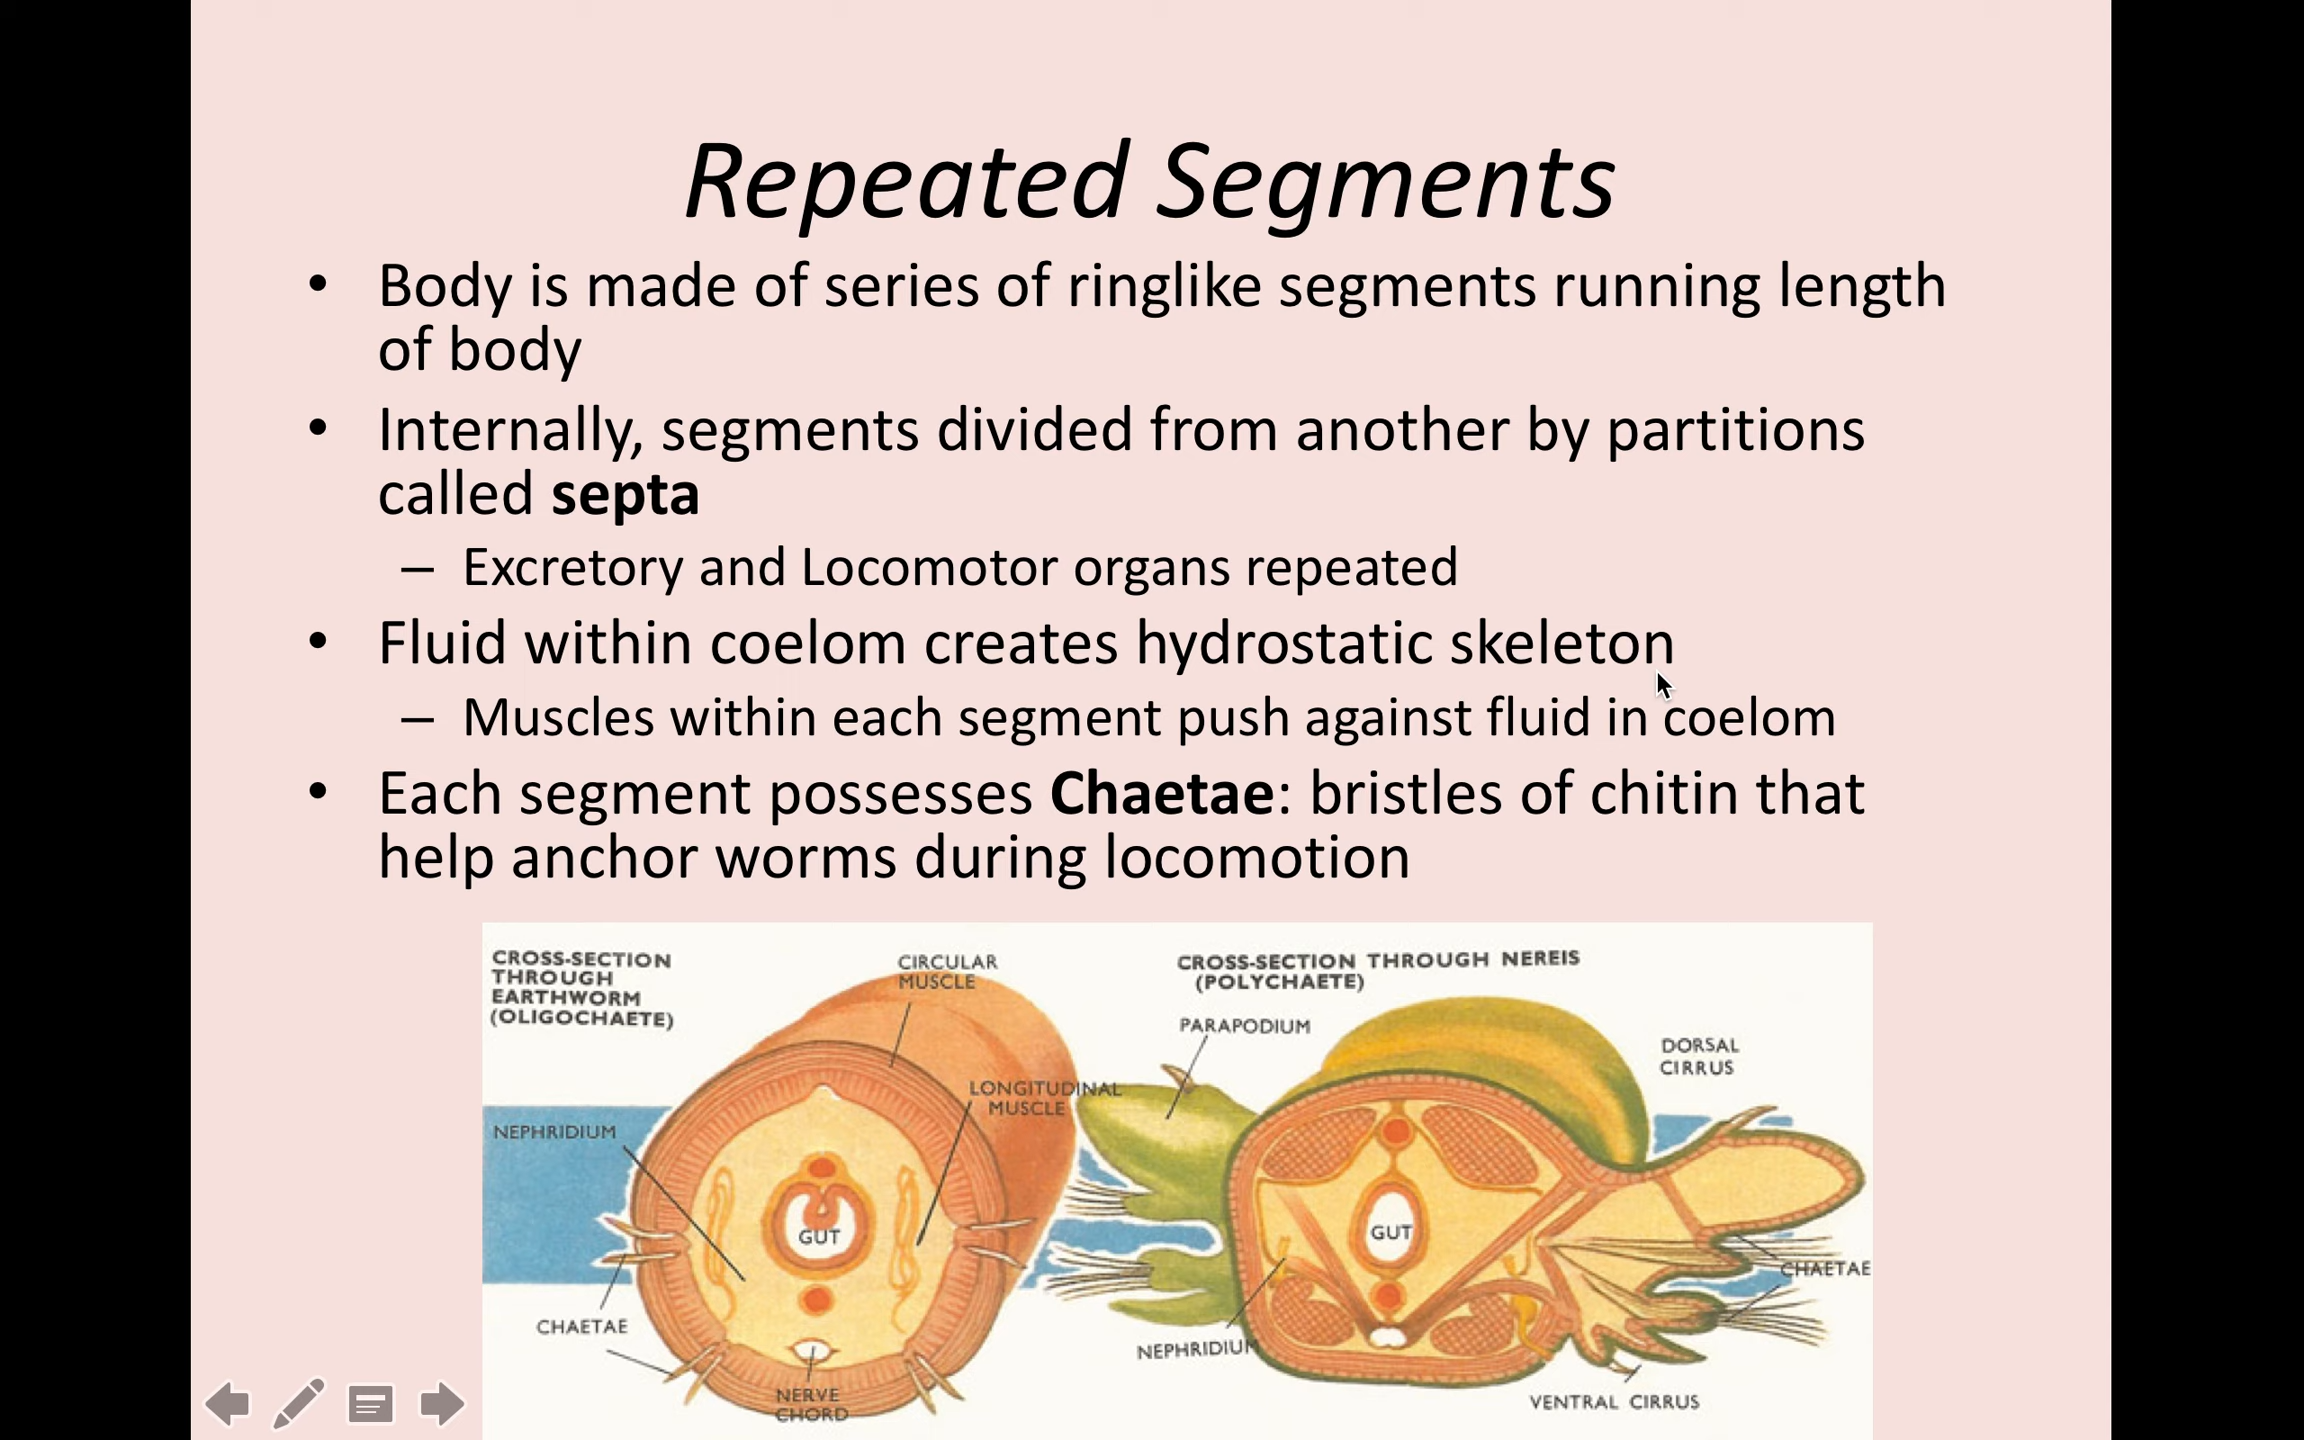 Repeated Segments
• Body is made of series of ringlike segments running length
of body
• Internally, segments divided from another by partitions
called septa
– Excretory and Locomotor organs repeated
• Fluid within coelom creates hydrostatic skeleton
– Muscles within each segment push against fluid in coelom
• Each segment possesses Chaetae: bristles of chitin that
help anchor worms during locomotion
CROSS-SECTION
THROUGH
EARTHWORM
(OLIGOCHAETE)
CIRCULAR
MUSCLE
LONGITUDINAL
MUSCLE
NEPHRIDIUM
GUT
CHAETAE
NERVE
CHORD
CROSS-SECTION THROUGH NEREIS
(POLYCHAETE)
PARAPODIUM
DORSAL
CIRRUS
GUT
CHAETAE
NEPHRIDIUM
VENTRAL CIRRUS